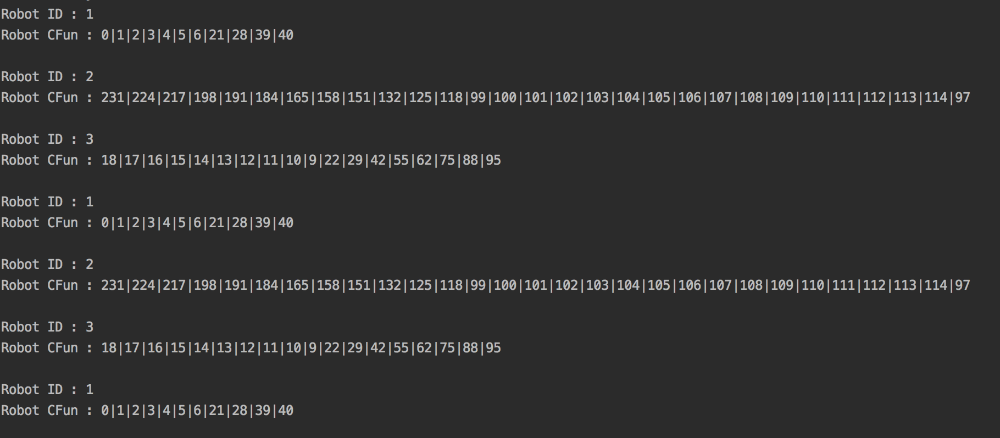 Robot ID : 1
Robot CFun : 0|1|2|3|4|5|6|21|28|39|40
Robot ID : 2
Robot CFun : 231|224|217|198|191|184|165|158|151|132|125|118|99|100|101|102|103|104|105|106|107|108|109|110|111|112|113|114|97
Robot ID : 3
Robot CFun : 18|17|16|15|14|13|12|11|10|9|22|29|42|55|62|75|88|95
Robot ID : 1
Robot CFun : 0|1|2|3|4|5|6|21|28|39|40
Robot ID : 2
Robot CFun : 231|224|217|198|191|184|165|158|151|132|125|118|99|100|101|102|103|104|105|106|107|108|109|110|111|112|113|114|97
Robot ID : 3
Robot CFun : 18|17|16|15|14|13|12|11|10|9|22|29|42|55|62|75|88|95
Robot ID : 1
Robot CFun : 0|1|2|3|4|5|6|21|28|39|40